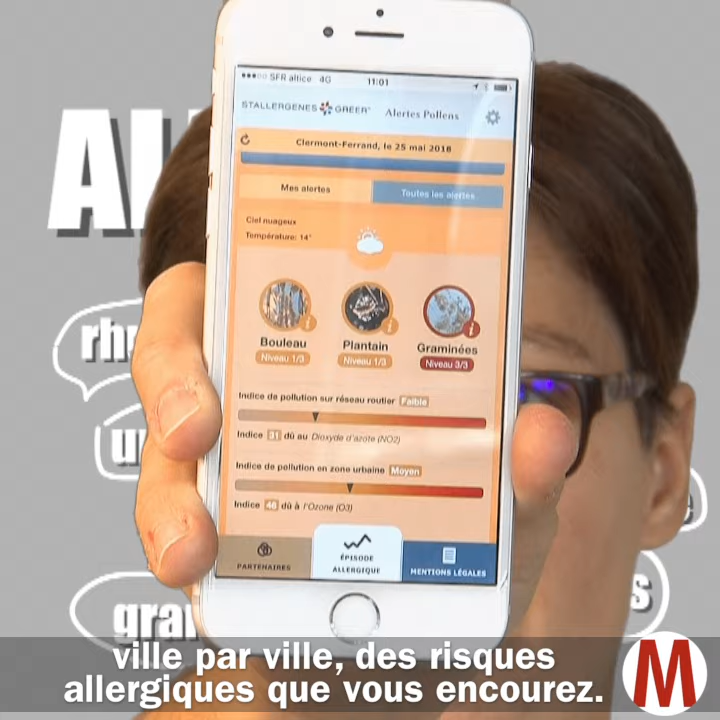 Al
SFR altice 4G 11:01
STALLERGENES GREER Alertes Pollens
Clermont-Ferrand, le 25 mai 2018
Mes alertes Toutes les alertes
Ciel nuageux
Température: 14°
Bouleau Plantain Graminées
Niveau 1/3 Niveau 1/3 Niveau 3/3
Indice de pollution sur réseau routier Faible
Indice 31 dû au Dioxyde d'azote (NO2)
Indice de pollution en zone urbaine Moyen
Indice 46 dû à l'Ozone (O3)
PARTENAIRES ÉPISODE ALLERGIQUE MENTIONS LÉGALES
ville par ville, des risques
allergiques que vous encourez.
M